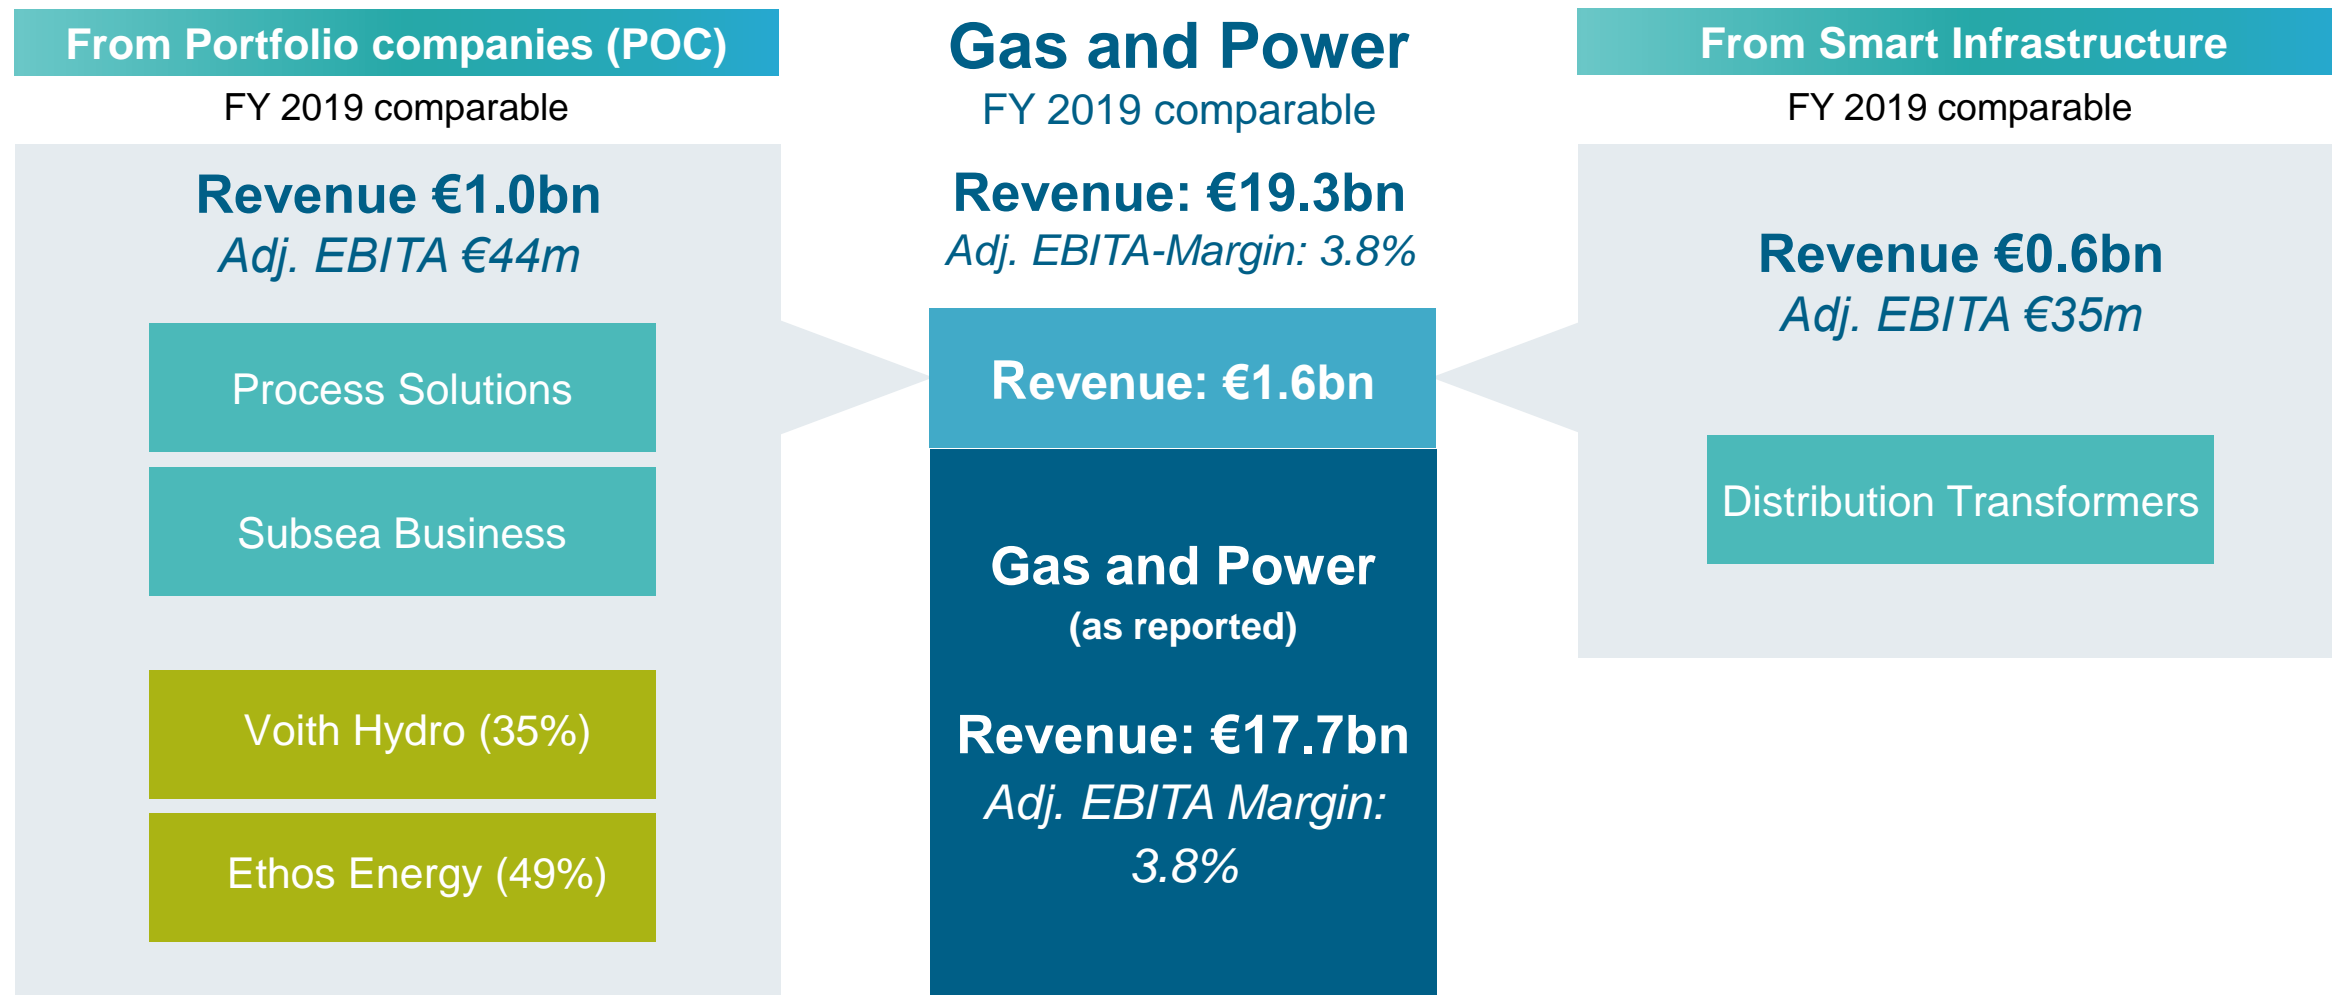 From Portfolio companies (POC)
FY 2019 comparable
Revenue €1.0bn
Adj. EBITA €44m
Process Solutions
Subsea Business
Voith Hydro (35%)
Ethos Energy (49%)
Gas and Power
FY 2019 comparable
Revenue: €19.3bn
Adj. EBITA-Margin: 3.8%
Revenue: €1.6bn
Gas and Power
(as reported)
Revenue: €17.7bn
Adj. EBITA Margin:
3.8%
From Smart Infrastructure
FY 2019 comparable
Revenue €0.6bn
Adj. EBITA €35m
Distribution Transformers